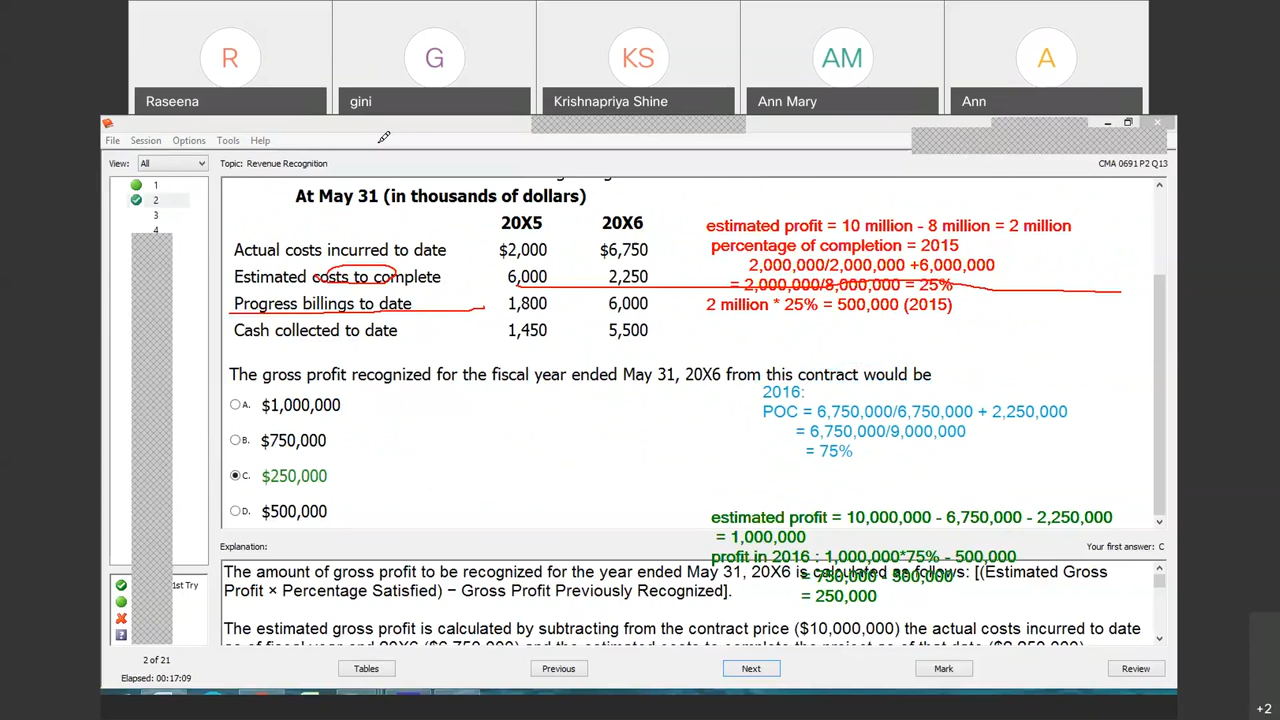 R
G
KS
AM
A
Raseena
gini
Krishnapriya Shine
Ann Mary
Ann
File Session Options Tools Help
View: All
Topic: Revenue Recognition
CMA 0691 P2 Q13
1
2
3
4
At May 31 (in thousands of dollars)
20X5 20X6
Actual costs incurred to date $2,000 $6,750
Estimated costs to complete 6,000 2,250
Progress billings to date 1,800 6,000
Cash collected to date 1,450 5,500
estimated profit = 10 million - 8 million = 2 million
percentage of completion = 2015
2,000,000/2,000,000 +6,000,000
= 2,000,000/8,000,000 = 25%
2 million * 25% = 500,000 (2015)
The gross profit recognized for the fiscal year ended May 31, 20X6 from this contract would be
A. $1,000,000
B. $750,000
C. $250,000
D. $500,000
2016:
POC = 6,750,000/6,750,000 + 2,250,000
= 6,750,000/9,000,000
= 75%
estimated profit = 10,000,000 - 6,750,000 - 2,250,000
= 1,000,000
profit in 2016 : 1,000,000*75% - 500,000
= 750,000 - 500,000
= 250,000
Explanation:
Your first answer: C
The amount of gross profit to be recognized for the year ended May 31, 20X6 is calculated as follows: [(Estimated Gross
Profit × Percentage Satisfied) − Gross Profit Previously Recognized].
The estimated gross profit is calculated by subtracting from the contract price ($10,000,000) the actual costs incurred to date
1st Try
2 of 21
Elapsed: 00:17:09
Tables
Previous
Next
Mark
Review
+2